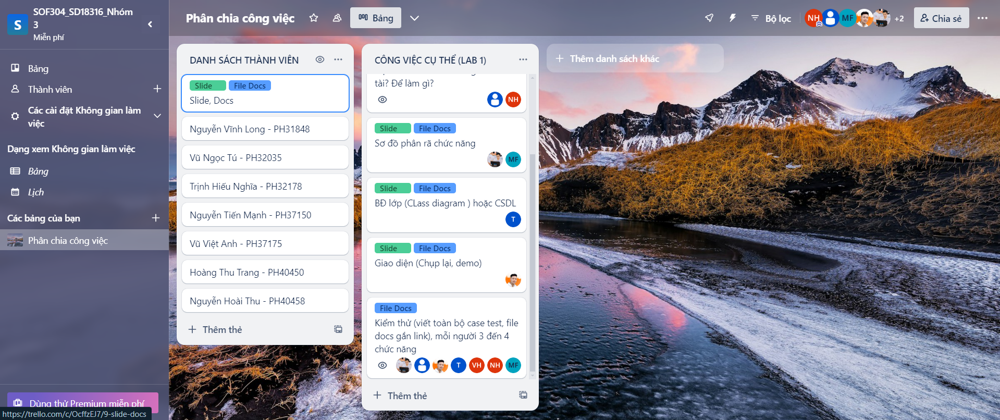 S
SOF304_SD18316_Nhóm
3
Miễn phí
Bảng
Thành viên
Các cài đặt Không gian làm
việc
Dạng xem Không gian làm việc
Bảng
Lịch
Các bảng của bạn
Phân chia công việc
Dùng thử Premium miễn phí
https://trello.com/c/OcffzEJ7/9-slide-docs
Phân chia công việc
Bảng
Bộ lọc
NH
MF
+2
Chia sẻ
DANH SÁCH THÀNH VIÊN
Slide File Docs
Slide, Docs
Nguyễn Vĩnh Long - PH31848
Vũ Ngọc Tú - PH32035
Trịnh Hiếu Nghĩa - PH32178
Nguyễn Tiến Mạnh - PH37150
Vũ Việt Anh - PH37175
Hoàng Thu Trang - PH40450
Nguyễn Hoài Thu - PH40458
Thêm thẻ
CÔNG VIỆC CỤ THỂ (LAB 1)
tài? Để làm gì?
NH
Slide File Docs
Sơ đồ phân rã chức năng
MF
Slide File Docs
BĐ lớp (CLass diagram ) hoặc CSDL
T
Slide File Docs
Giao diện (Chụp lại, demo)
File Docs
Kiểm thử (viết toàn bộ case test, file
docs gắn link), mỗi người 3 đến 4
chức năng
T VH NH MF
Thêm thẻ
Thêm danh sách khác